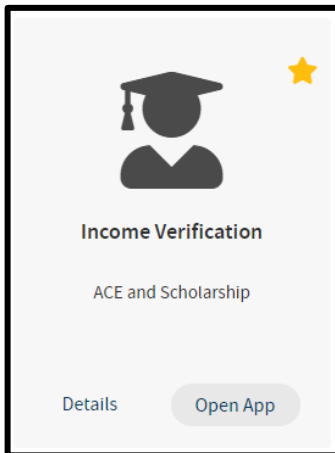 Income Verification
ACE and Scholarship
Details Open App